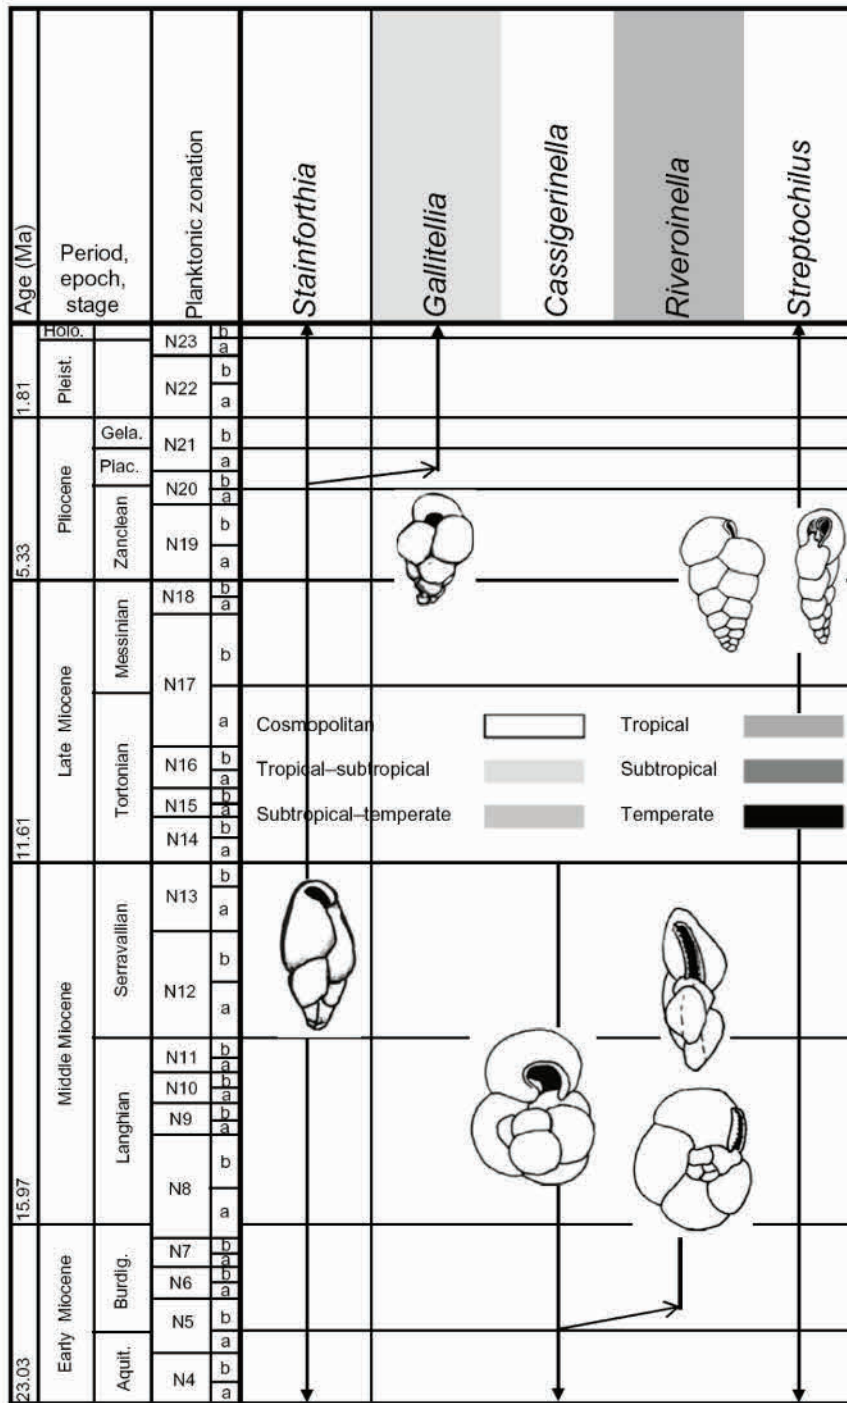 Age (Ma)
Period,
epoch,
stage
Planktonic zonation
Stainforthia
Gallitellia
Cassigerinella
Riveroinella
Streptochilus
Holo.
N23
b
a
1.81
Pleist.
N22
b
a
5.33
Pliocene
Gela.
N21
b
Piac.
a
N20
b
a
Zanclean
N19
b
a
11.61
Late Miocene
Messinian
N18
b
a
N17
b
a
Tortonian
N16
b
a
N15
b
a
N14
b
a
Cosmopolitan
Tropical
Tropical–subtropical
Subtropical
Subtropical–temperate
Temperate
15.97
Middle Miocene
Serravallian
N13
b
a
N12
b
a
Langhian
N11
b
a
N10
b
a
N9
b
a
N8
b
a
23.03
Early Miocene
Burdig.
N7
b
a
N6
b
a
N5
b
a
Aquit.
N4
b
a